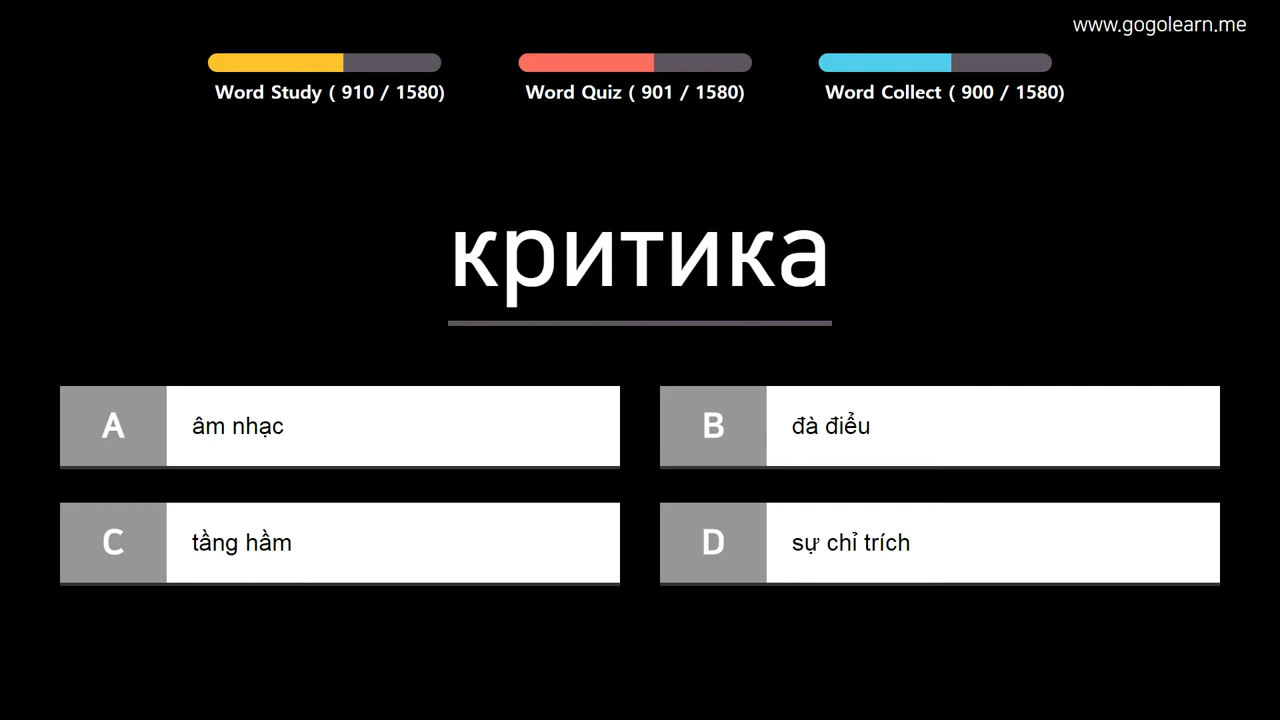 www.gogolearn.me
Word Study ( 910 / 1580)
Word Quiz ( 901 / 1580)
Word Collect ( 900 / 1580)
критика
A
âm nhạc
B
đà điểu
C
tầng hầm
D
sự chỉ trích